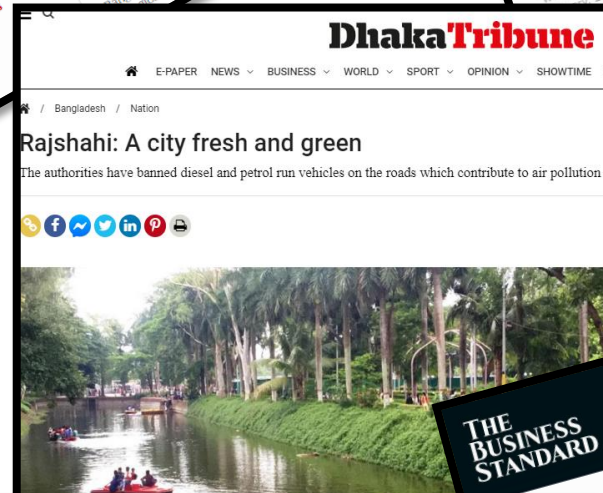 DhakaTribune
E-PAPER NEWS BUSINESS WORLD SPORT OPINION SHOWTIME
/ Bangladesh / Nation
Rajshahi: A city fresh and green
The authorities have banned diesel and petrol run vehicles on the roads which contribute to air pollution
THE
BUSINESS
STANDARD